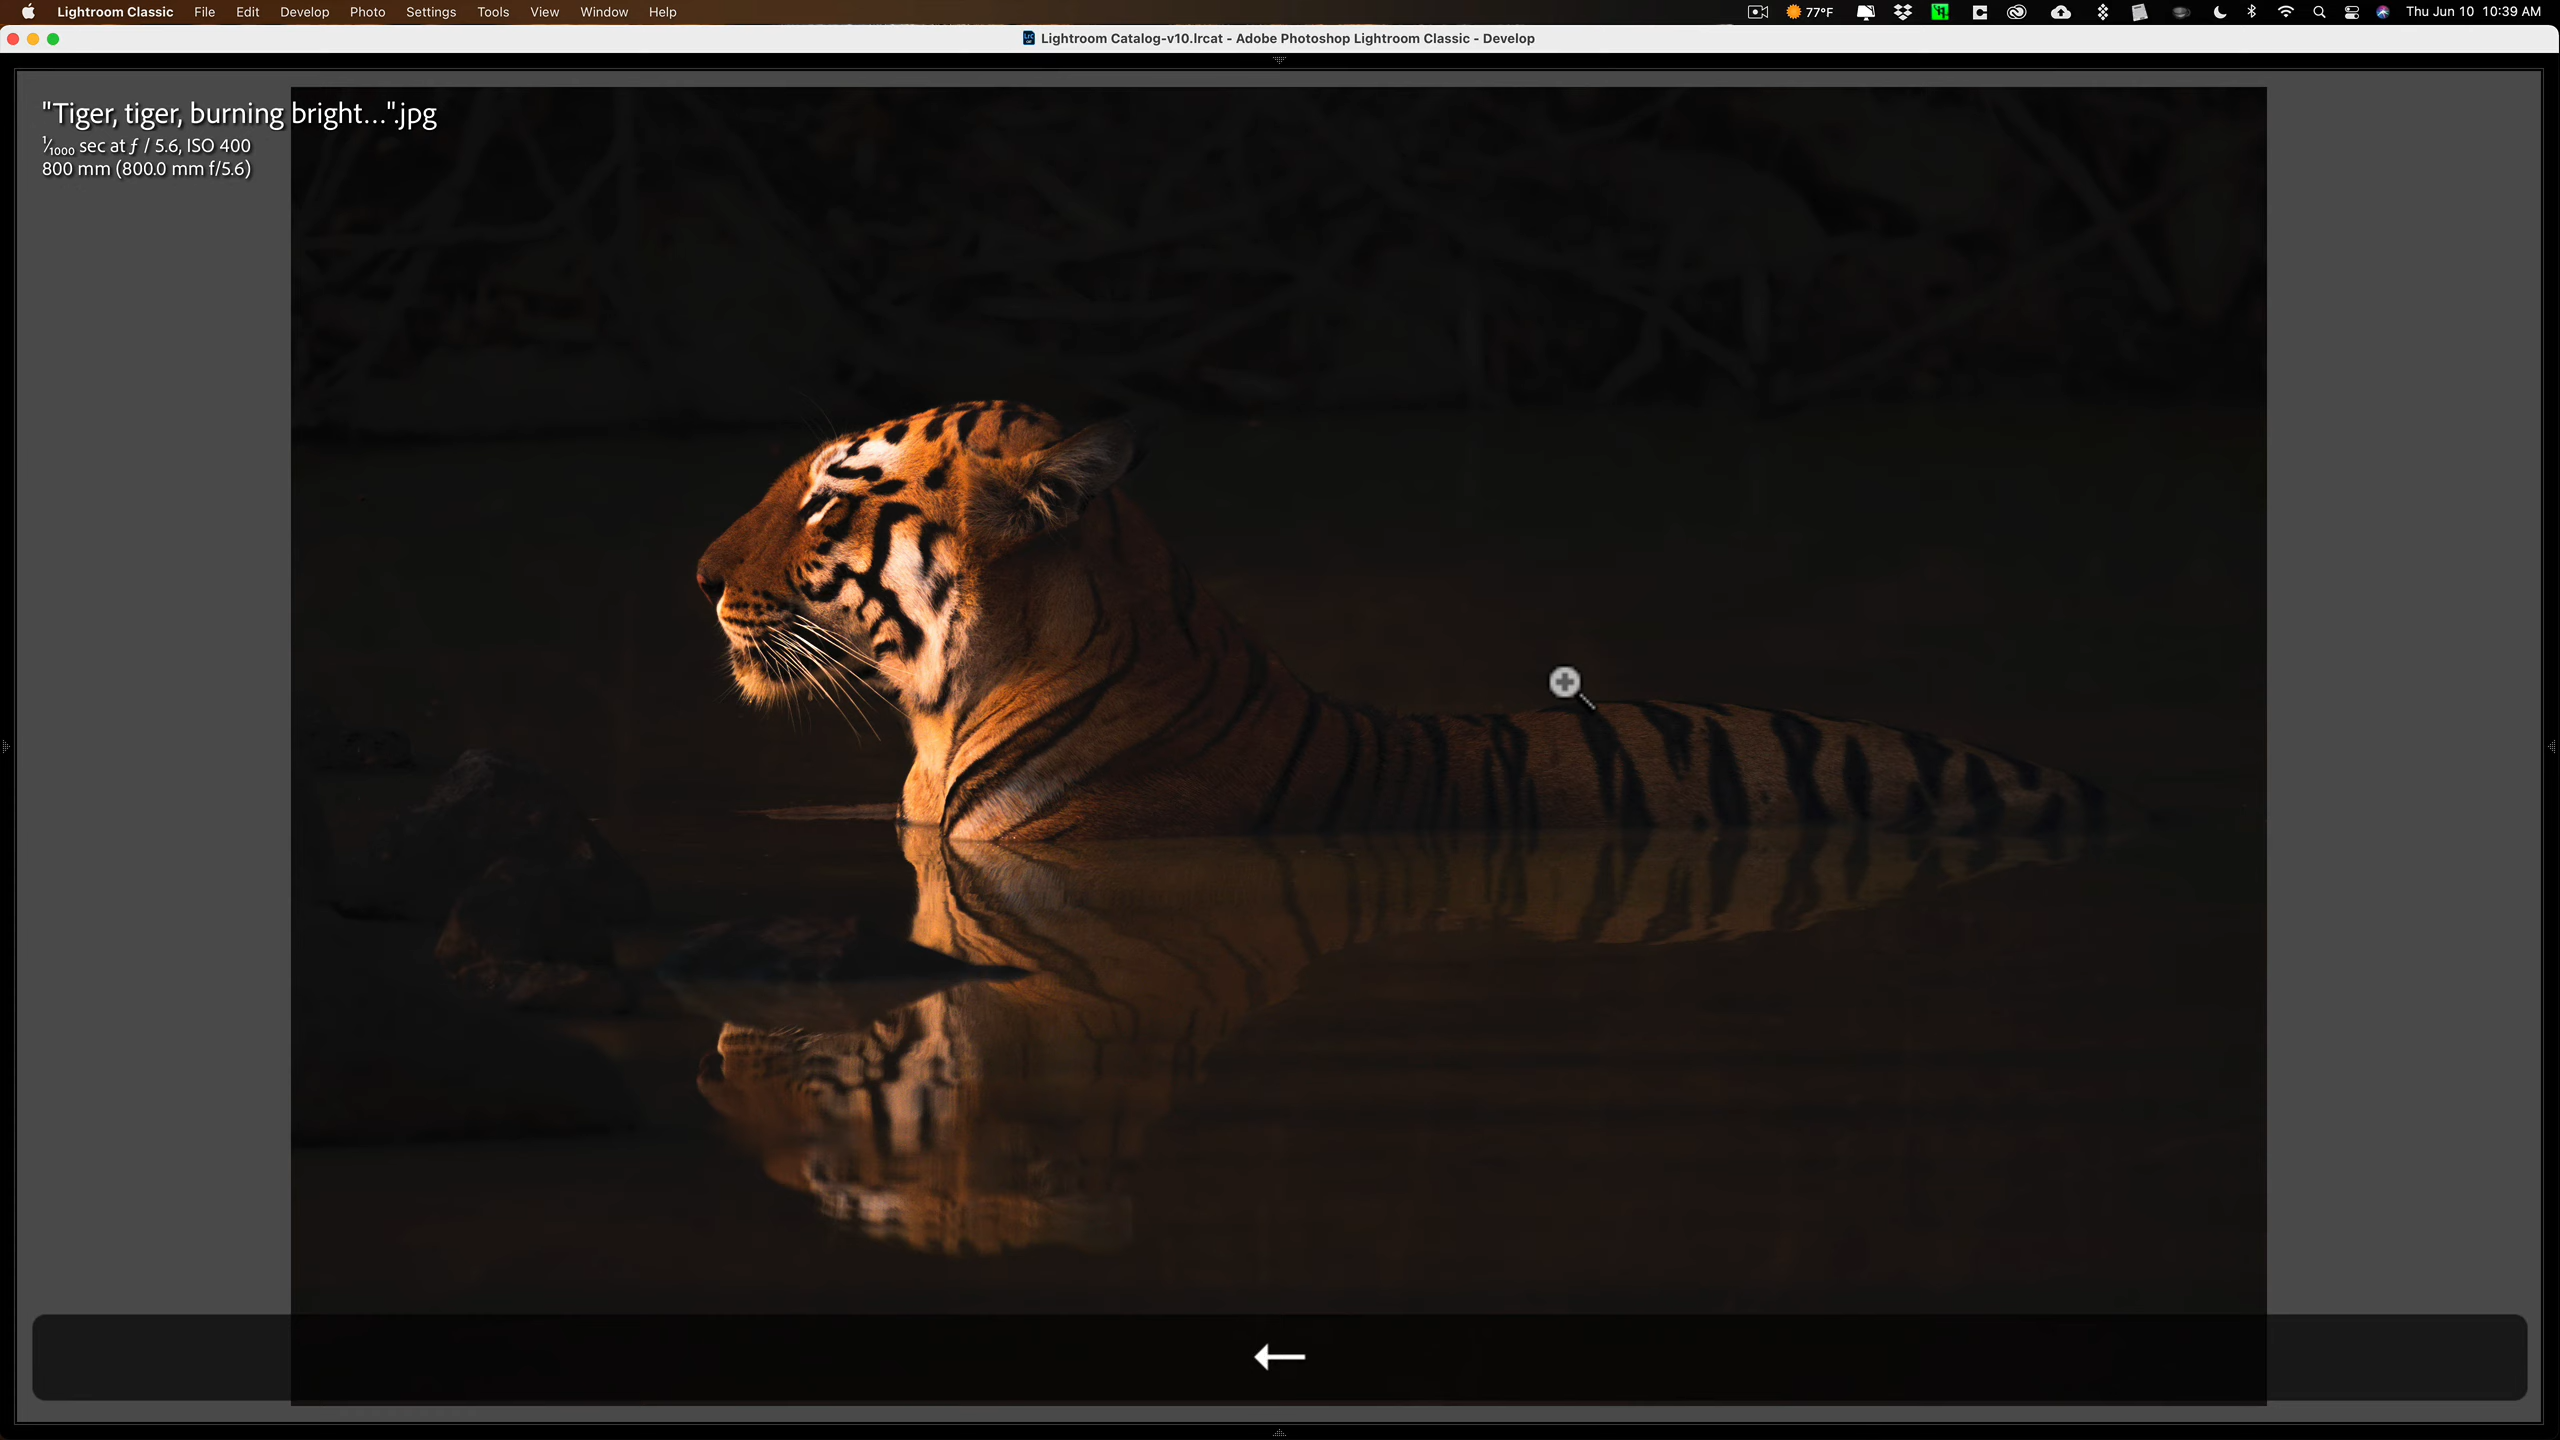 Lightroom Classic File Edit Develop Photo Settings Tools View Window Help 77°F Thu Jun 10 10:39 AM
Lightroom Catalog-v10.lrcat - Adobe Photoshop Lightroom Classic - Develop
"Tiger, tiger, burning bright...".jpg
1/1000 sec at ƒ / 5.6, ISO 400
800 mm (800.0 mm f/5.6)